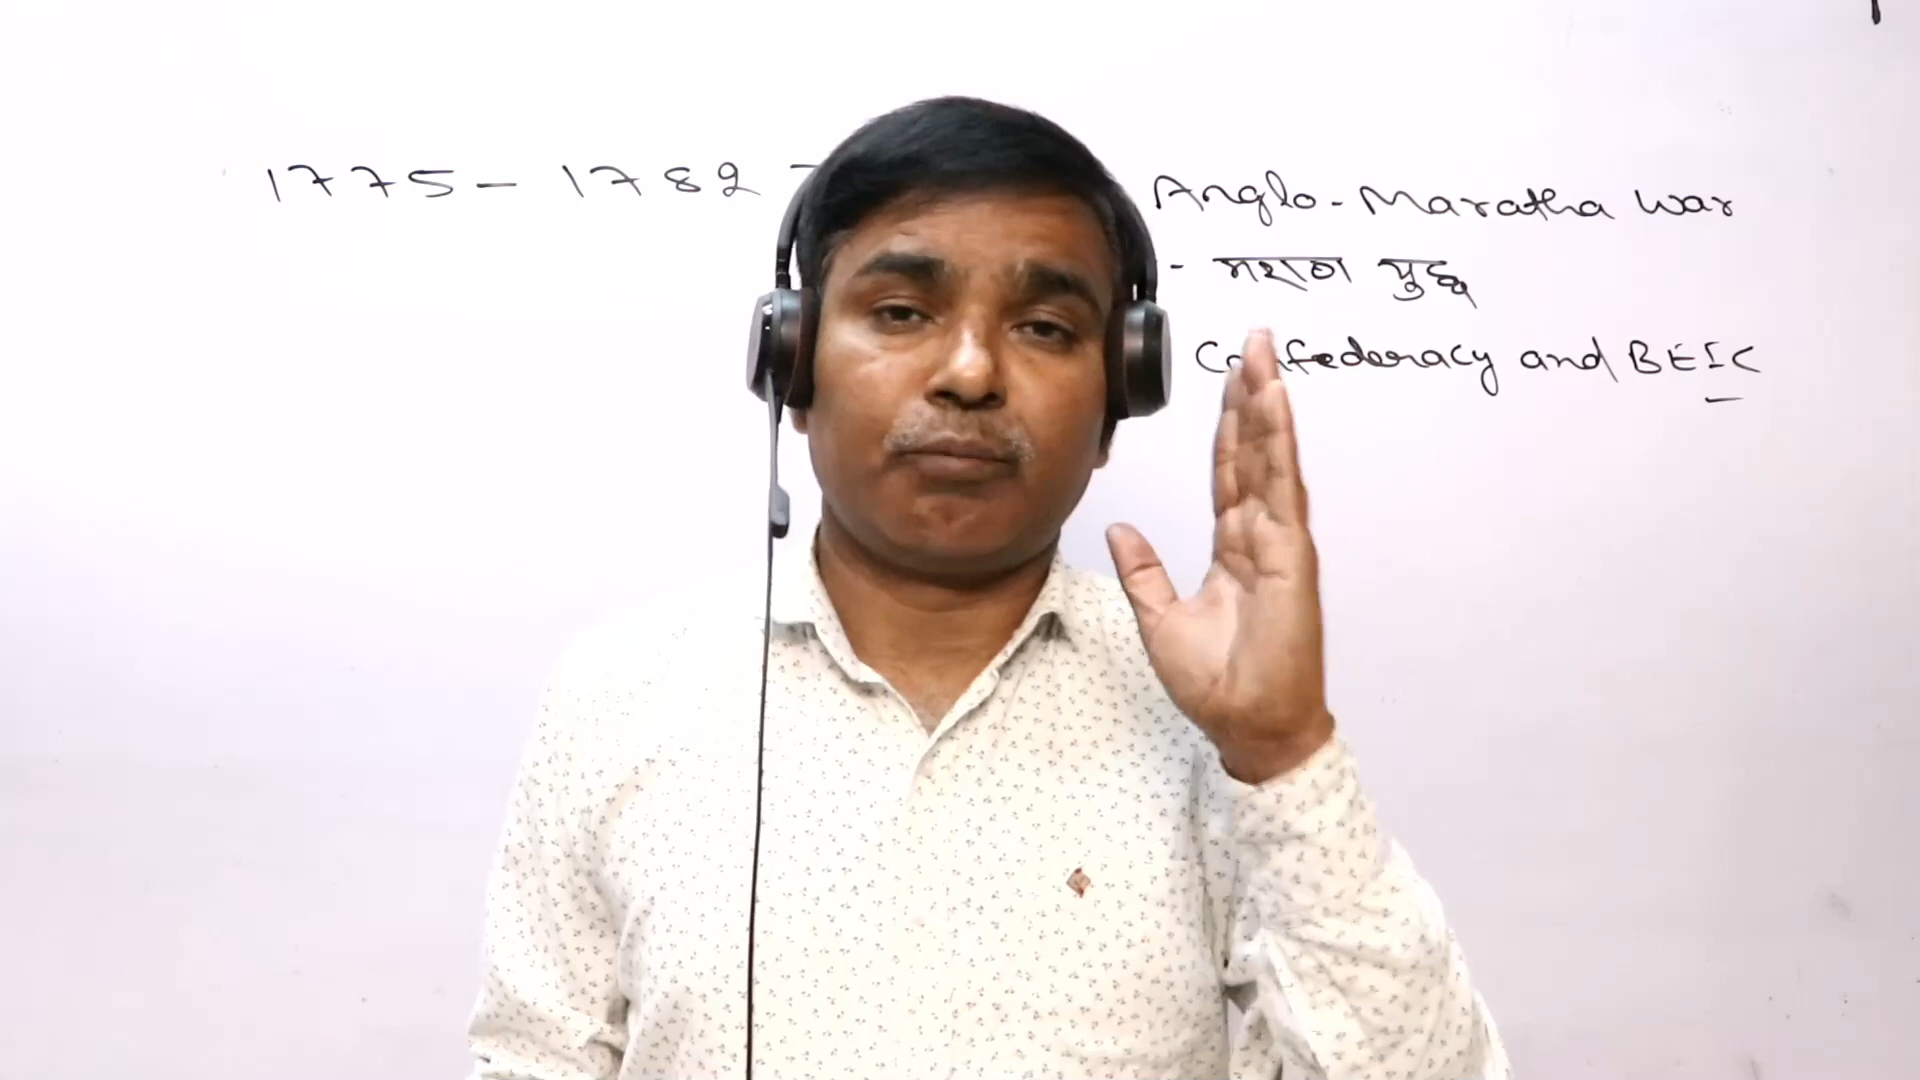 1775 - 1782 Anglo-Maratha War
- मराठा युद्ध
Confederacy and BEIC